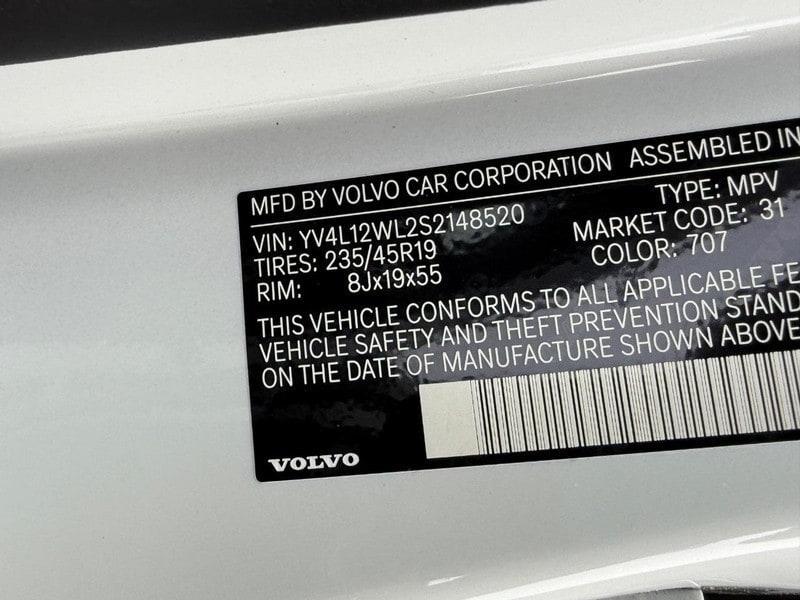 MFD BY VOLVO CAR CORPORATION ASSEMBLED IN
VIN: YV4L12WL2S2148520 TYPE: MPV
TIRES: 235/45R19 MARKET CODE: 31
RIM: 8Jx19x55 COLOR: 707
THIS VEHICLE CONFORMS TO ALL APPLICABLE FE
VEHICLE SAFETY AND THEFT PREVENTION STAND
ON THE DATE OF MANUFACTURE SHOWN ABOVE
VOLVO